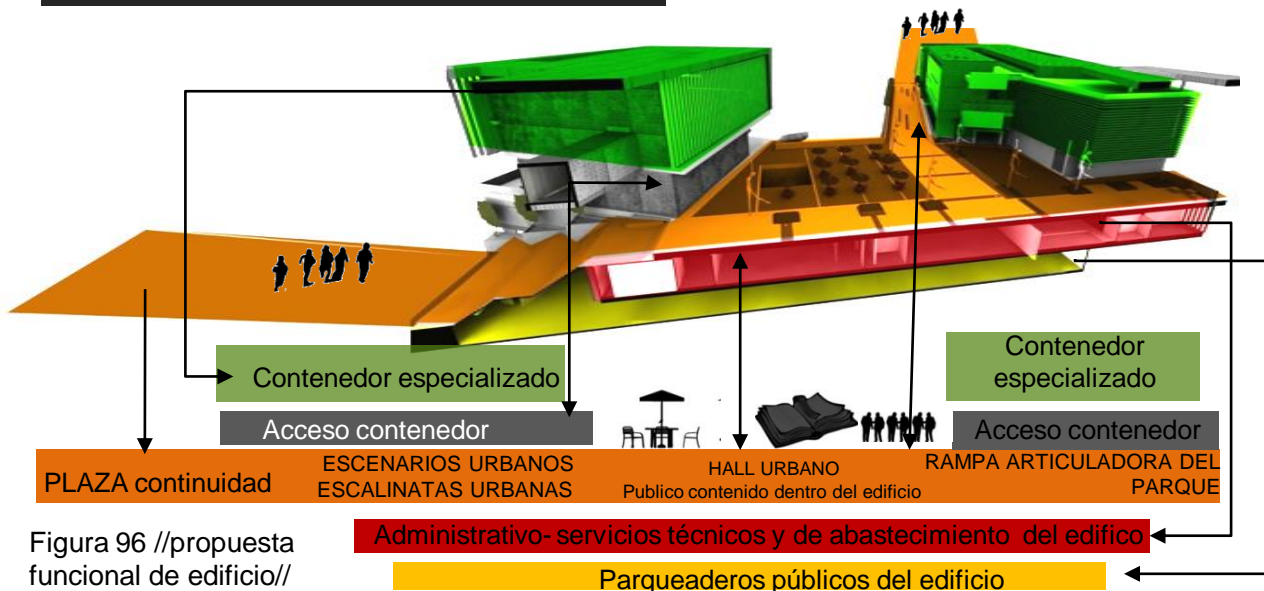 Contenedor especializado
Contenedor
especializado
Acceso contenedor
Acceso contenedor
PLAZA continuidad
ESCENARIOS URBANOS
ESCALINATAS URBANAS
HALL URBANO
Publico contenido dentro del edificio
RAMPA ARTICULADORA DEL
PARQUE
Administrativo- servicios técnicos y de abastecimiento del edifico
Parqueaderos públicos del edificio
Figura 96 //propuesta
funcional de edificio//